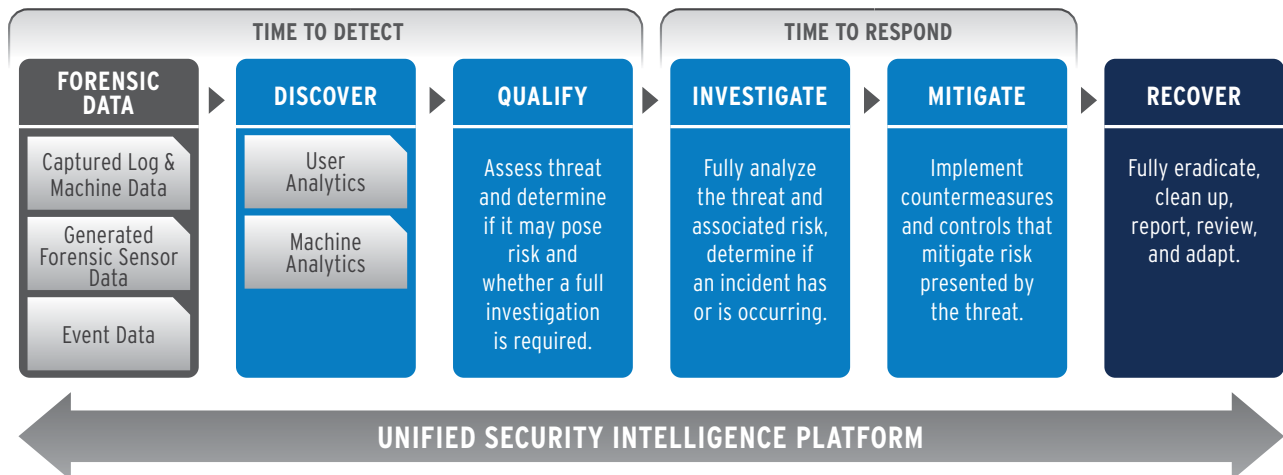 TIME TO DETECT
TIME TO RESPOND
FORENSIC
DATA
Captured Log &
Machine Data
Generated
Forensic Sensor
Data
Event Data
DISCOVER
User
Analytics
Machine
Analytics
QUALIFY
Assess threat
and determine
if it may pose
risk and
whether a full
investigation
is required.
INVESTIGATE
Fully analyze
the threat and
associated risk,
determine if
an incident has
or is occurring.
MITIGATE
Implement
countermeasures
and controls that
mitigate risk
presented by
the threat.
RECOVER
Fully eradicate,
clean up,
report, review,
and adapt.
UNIFIED SECURITY INTELLIGENCE PLATFORM